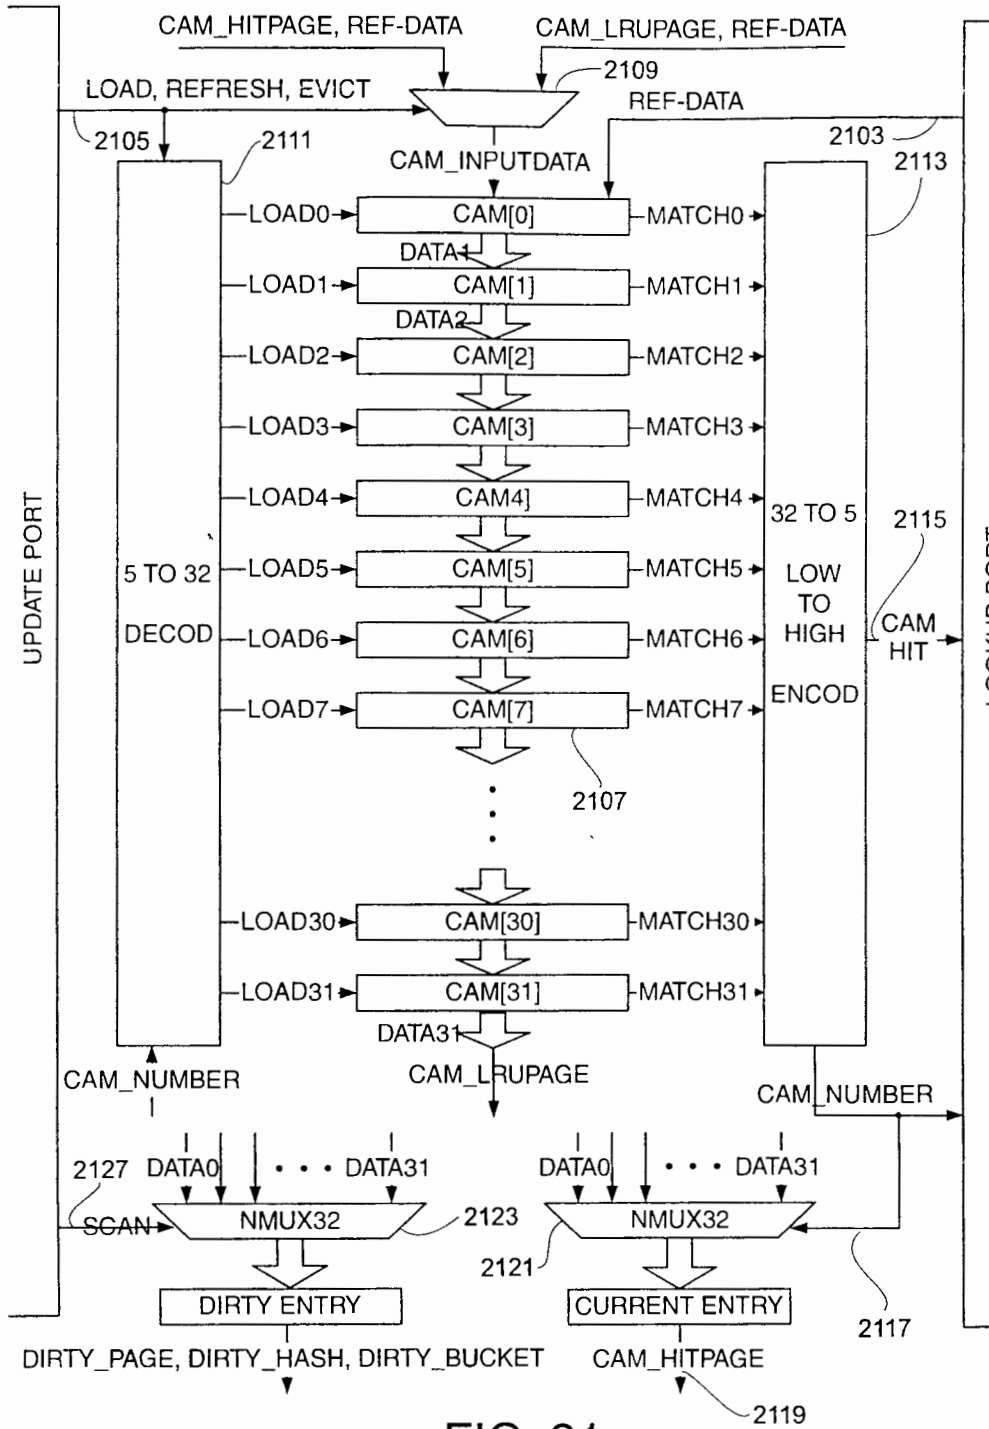 CAM_HITPAGE, REF-DATA
CAM_LRUPAGE, REF-DATA
2109
LOAD, REFRESH, EVICT
REF-DATA
2105
2111
2103
2113
CAM_INPUTDATA
LOAD0 CAM[0] MATCH0
DATA1
LOAD1 CAM[1] MATCH1
DATA2
LOAD2 CAM[2] MATCH2
LOAD3 CAM[3] MATCH3
LOAD4 CAM4] MATCH4
LOAD5 CAM[5] MATCH5
LOAD6 CAM[6] MATCH6
LOAD7 CAM[7] MATCH7
UPDATE PORT
5 TO 32
DECOD
32 TO 5
LOW
TO
HIGH
ENCOD
2115
CAM
HIT
LOOKUP PORT
2107
LOAD30 CAM[30] MATCH30
LOAD31 CAM[31] MATCH31
DATA31
CAM_NUMBER
CAM_LRUPAGE
CAM_NUMBER
2127
DATA0 DATA31
DATA0 DATA31
SCAN
NMUX32
2123
NMUX32
2121
DIRTY ENTRY
CURRENT ENTRY
2117
DIRTY_PAGE, DIRTY_HASH, DIRTY_BUCKET
CAM_HITPAGE
2119